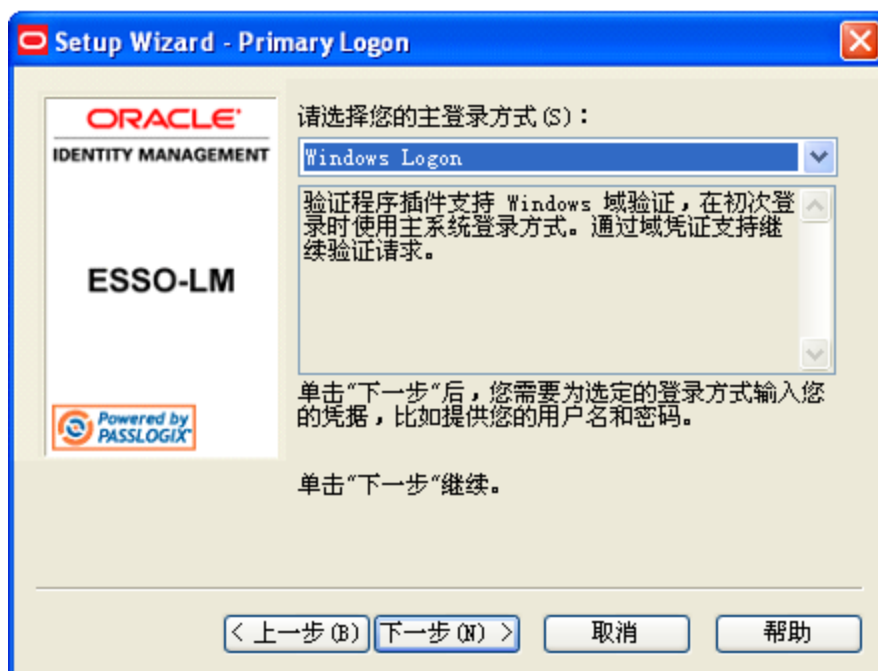 Setup Wizard - Primary Logon
ORACLE
IDENTITY MANAGEMENT
ESSO-LM
Powered by
PASSLOGIX
请选择您的主登录方式(S):
Windows Logon
验证程序插件支持 Windows 域验证,在初次登
录时使用主系统登录方式。通过域凭证支持继
续验证请求。
单击“下一步“后,您需要为选定的登录方式输入您
的凭据,比如提供您的用户名和密码。
单击“下一步“继续。
< 上一步(B)
下一步(N) >
取消
帮助